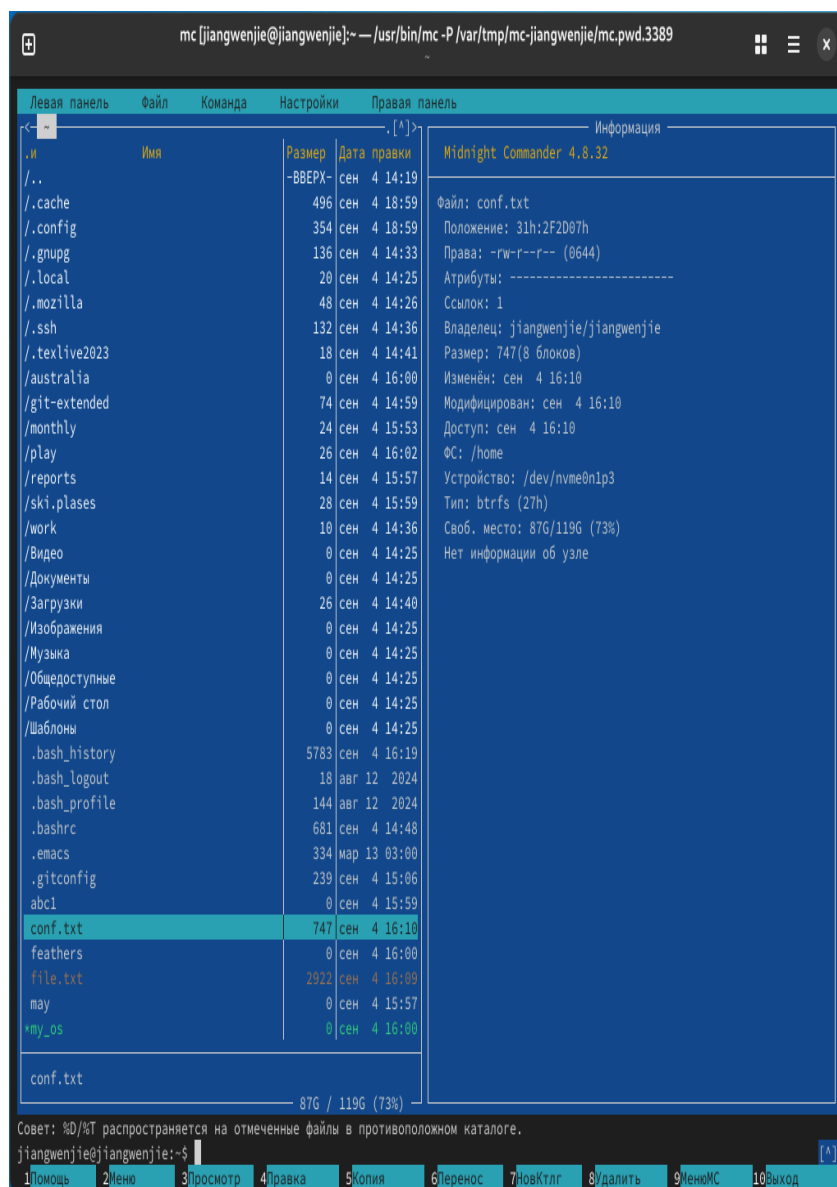 mc [jiangwenjie@jiangwenjie]:~ — /usr/bin/mc -P /var/tmp/mc-jiangwenjie/mc.pwd.3389
~
Левая панель Файл Команда Настройки Правая панель
<- ~ .[^]>
.и Имя Размер Дата правки
/.. -ВВЕРХ- сен 4 14:19
/.cache 496 сен 4 18:59
/.config 354 сен 4 18:59
/.gnupg 136 сен 4 14:33
/.local 20 сен 4 14:25
/.mozilla 48 сен 4 14:26
/.ssh 132 сен 4 14:36
/.texlive2023 18 сен 4 14:41
/australia 0 сен 4 16:00
/git-extended 74 сен 4 14:59
/monthly 24 сен 4 15:53
/play 26 сен 4 16:02
/reports 14 сен 4 15:57
/ski.plases 28 сен 4 15:59
/work 10 сен 4 14:36
/Видео 0 сен 4 14:25
/Документы 0 сен 4 14:25
/Загрузки 26 сен 4 14:40
/Изображения 0 сен 4 14:25
/Музыка 0 сен 4 14:25
/Общедоступные 0 сен 4 14:25
/Рабочий стол 0 сен 4 14:25
/Шаблоны 0 сен 4 14:25
.bash_history 5783 сен 4 16:19
.bash_logout 18 авг 12 2024
.bash_profile 144 авг 12 2024
.bashrc 681 сен 4 14:48
.emacs 334 мар 13 03:00
.gitconfig 239 сен 4 15:06
abc1 0 сен 4 15:59
conf.txt 747 сен 4 16:10
feathers 0 сен 4 16:00
file.txt 2922 сен 4 16:09
may 0 сен 4 15:57
*my_os 0 сен 4 16:00
conf.txt
87G / 119G (73%)
Информация
Midnight Commander 4.8.32
Файл: conf.txt
Положение: 31h:2F2D07h
Права: -rw-r--r-- (0644)
Атрибуты: -------------------------
Ссылок: 1
Владелец: jiangwenjie/jiangwenjie
Размер: 747(8 блоков)
Изменён: сен 4 16:10
Модифицирован: сен 4 16:10
Доступ: сен 4 16:10
ФС: /home
Устройство: /dev/nvme0n1p3
Тип: btrfs (27h)
Своб. место: 87G/119G (73%)
Нет информации об узле
Совет: %D/%T распространяется на отмеченные файлы в противоположном каталоге.
jiangwenjie@jiangwenjie:~$ [^]
1Помощь 2Меню 3Просмотр 4Правка 5Копия 6Перенос 7НовКтлг 8Удалить 9МенюMC 10Выход